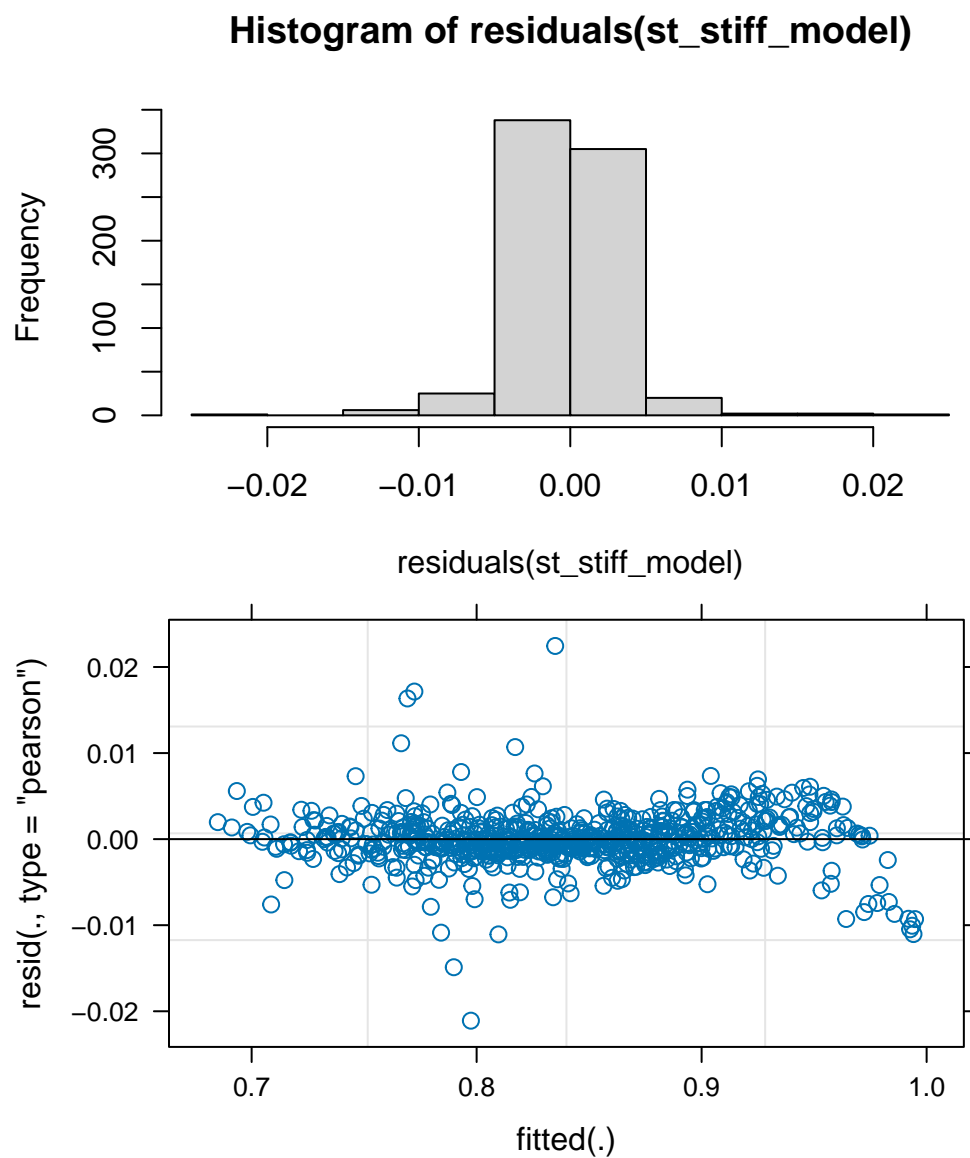 Histogram of residuals(st_stiff_model)
Frequency
300
200
100
0
−0.02 −0.01 0.00 0.01 0.02
residuals(st_stiff_model)
resid(., type = "pearson")
0.02
0.01
0.00
−0.01
−0.02
0.7 0.8 0.9 1.0
fitted(.)